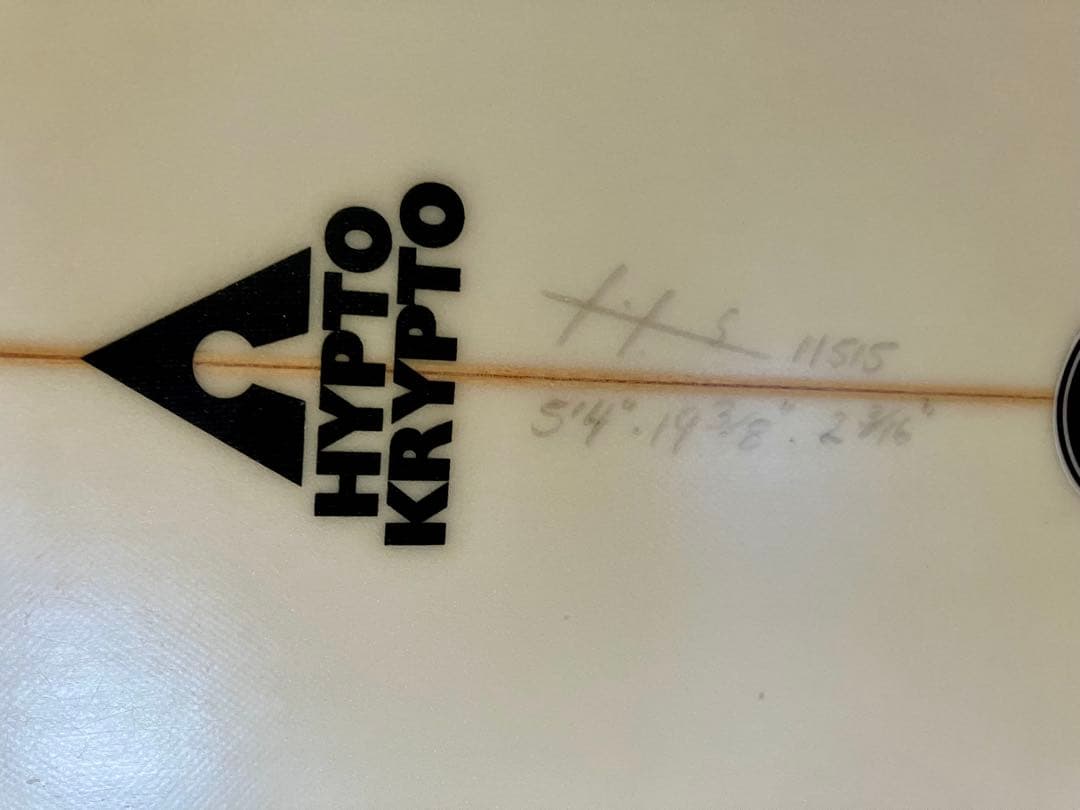 HYPTO
KRYPTO
11515
5'4" . 19 3/8" . 2 3/16"